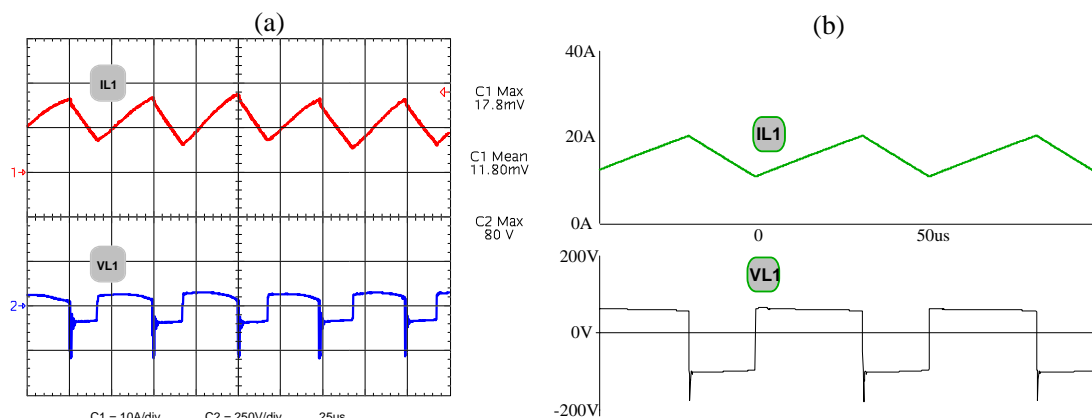 (a)
IL1
1
C1 Max
17.8mV
C1 Mean
11.80mV
C2 Max
80 V
VL1
2
C1 = 10A/div C2 = 250V/div 25us
(b)
40A
IL1
20A
0A
0 50us
200V
VL1
0V
-200V